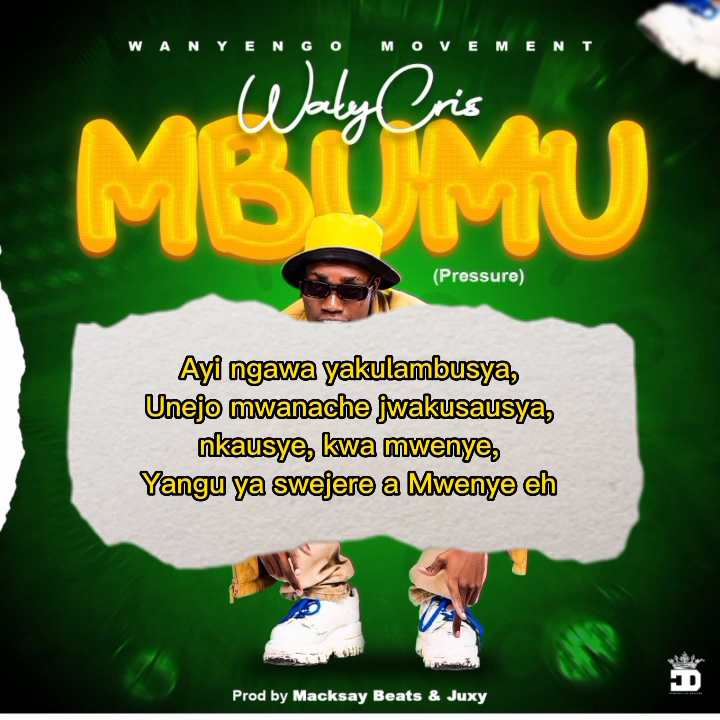 WANYENGO MOVEMENT
WalyCris
MBUMU
(Pressure)
Ayi ngawa yakulambusya,
Unejo mwanache jwakusausya,
nkausye, kwa mwenye,
Yangu ya swejere a Mwenye eh
Prod by Macksay Beats & Juxy